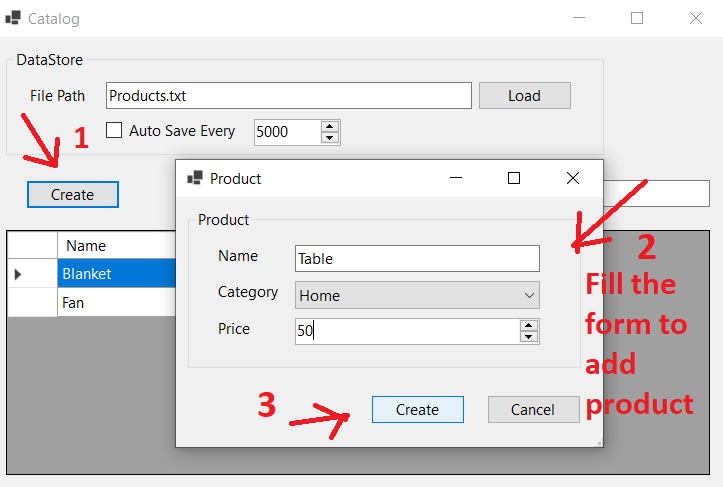 Catalog
DataStore
File Path Products.txt Load
Auto Save Every 5000
1
Create
Product
Product
Name Table
2
Category Home
Price 50
Fill the
form to
add
product
Name
Blanket
Fan
3
Create Cancel